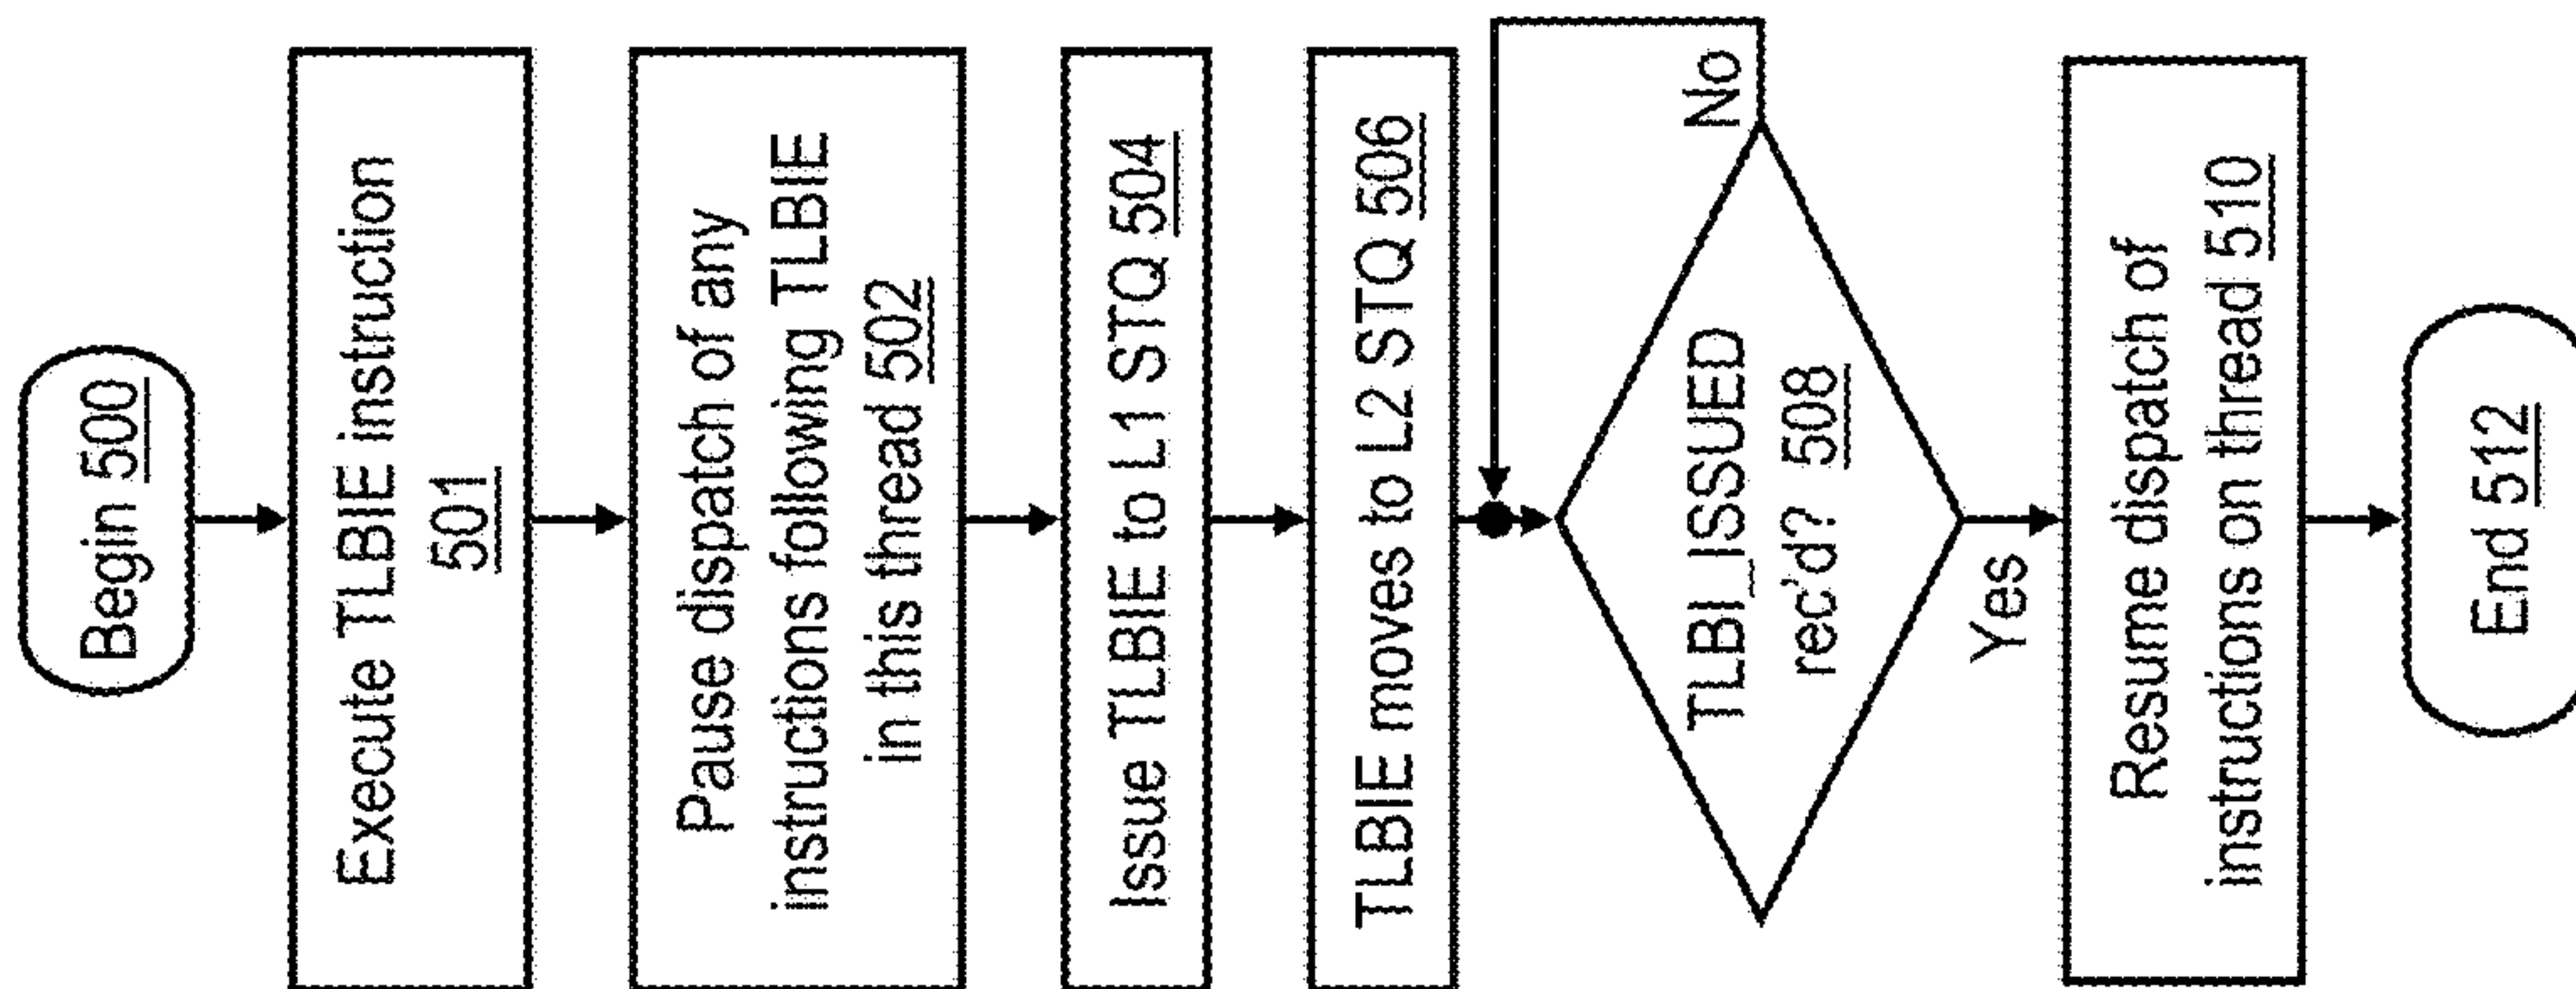 Begin 500
Execute TLBIE instruction
501
Pause dispatch of any
instructions following TLBIE
in this thread 502
Issue TLBIE to L1 STQ 504
TLBIE moves to L2 STQ 506
No
TLBI_ISSUED
rec'd? 508
Yes
Resume dispatch of
instructions on thread 510
End 512